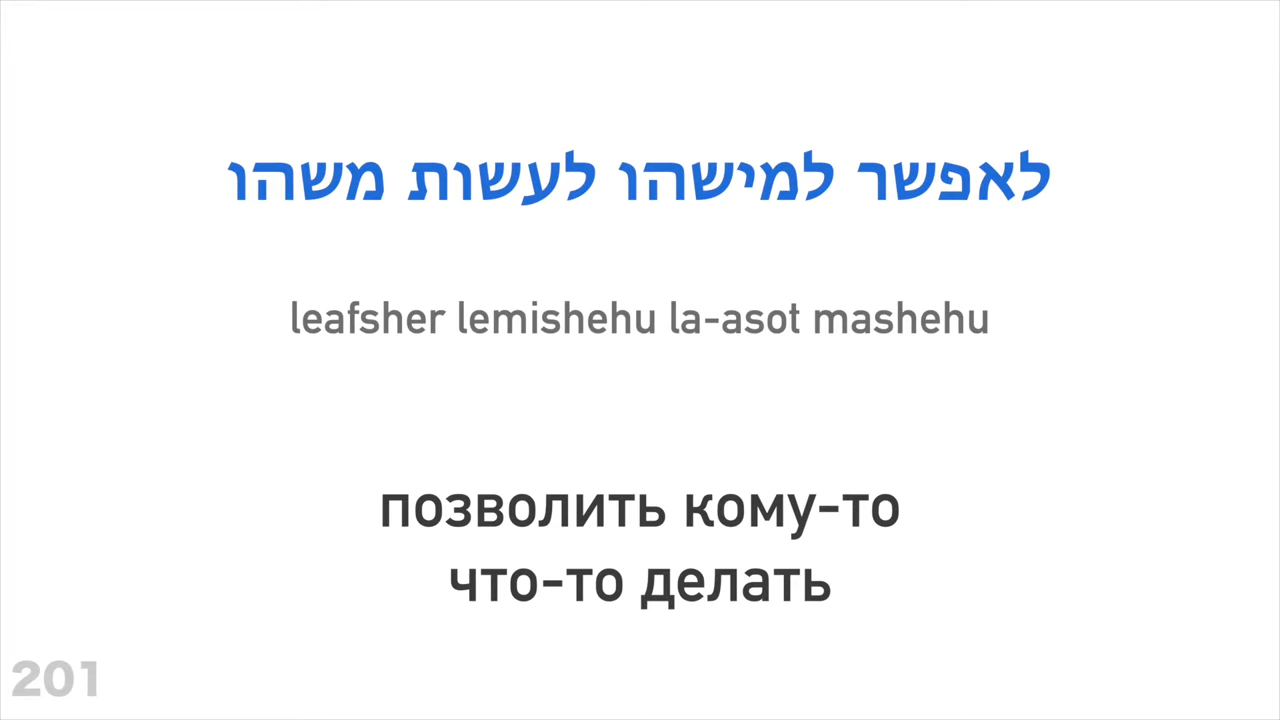 לאפשר למישהו לעשות משהו
leafsher lemishehu la-asot mashehu
позволить кому-то
что-то делать
201